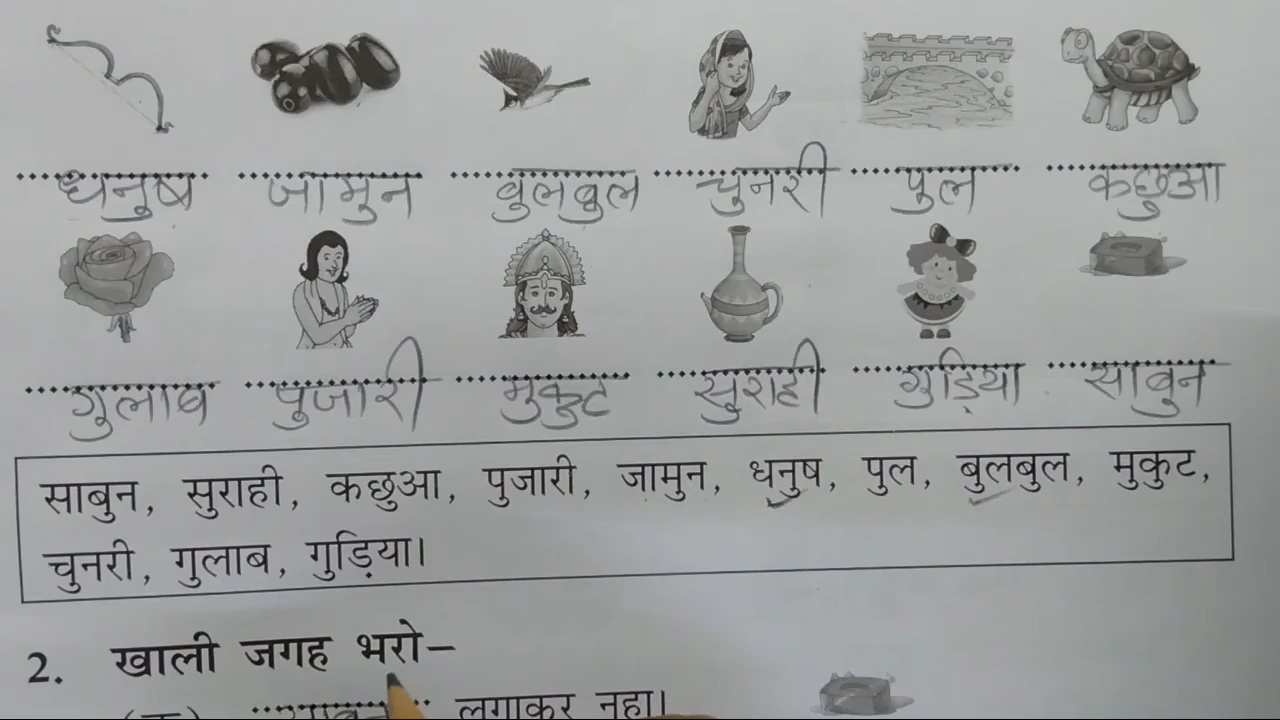 धनुष जामुन बुलबुल चुनरी पुल कछुआ
गुलाब पुजारी मुकुट सुराही गुड़िया साबुन
साबुन, सुराही, कछुआ, पुजारी, जामुन, धनुष, पुल, बुलबुल, मुकुट,
चुनरी, गुलाब, गुड़िया।
2. खाली जगह भरो–
(क) साबुन लगाकर नहा।